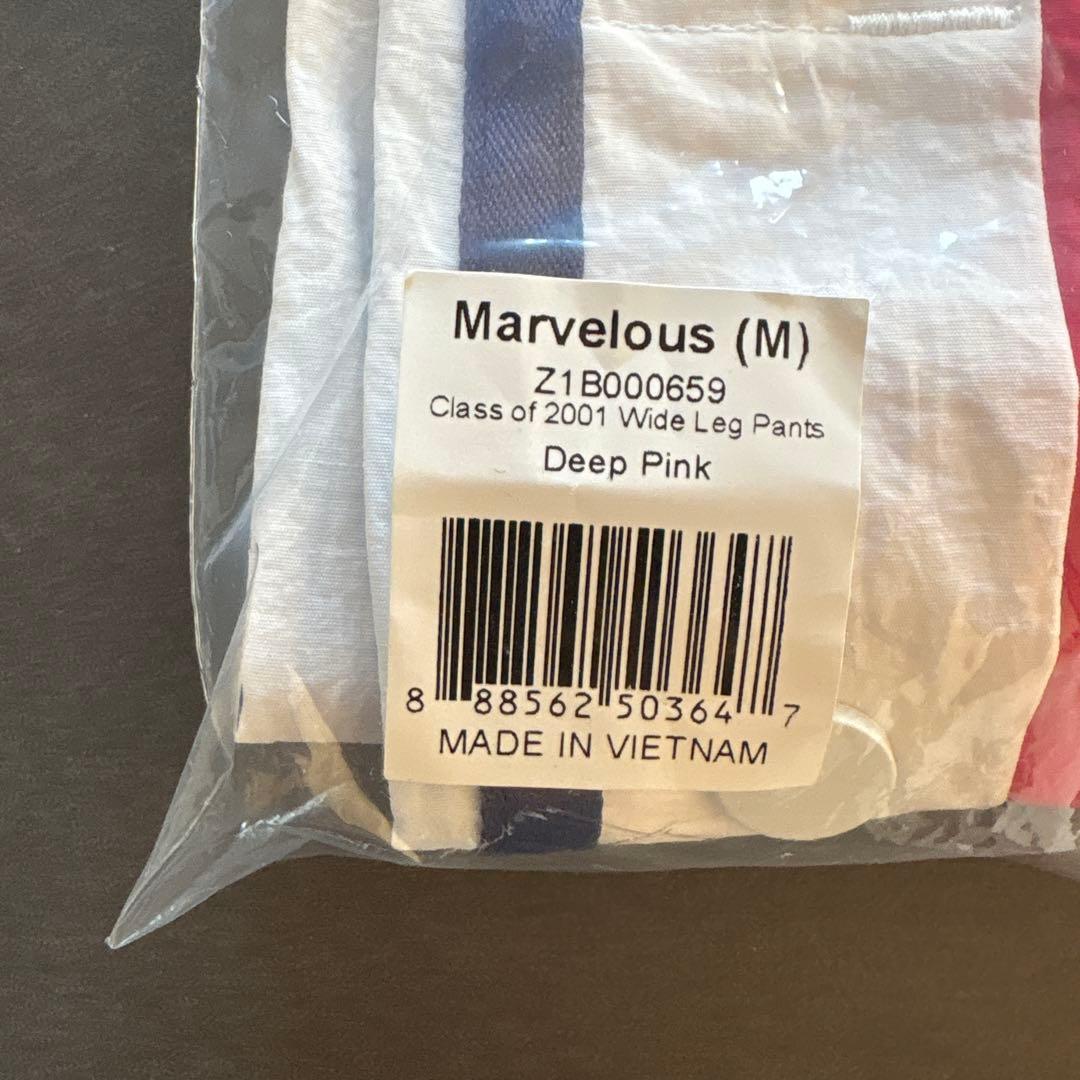 Marvelous (M)
Z1B000659
Class of 2001 Wide Leg Pants
Deep Pink
8 88562 50364 7
MADE IN VIETNAM